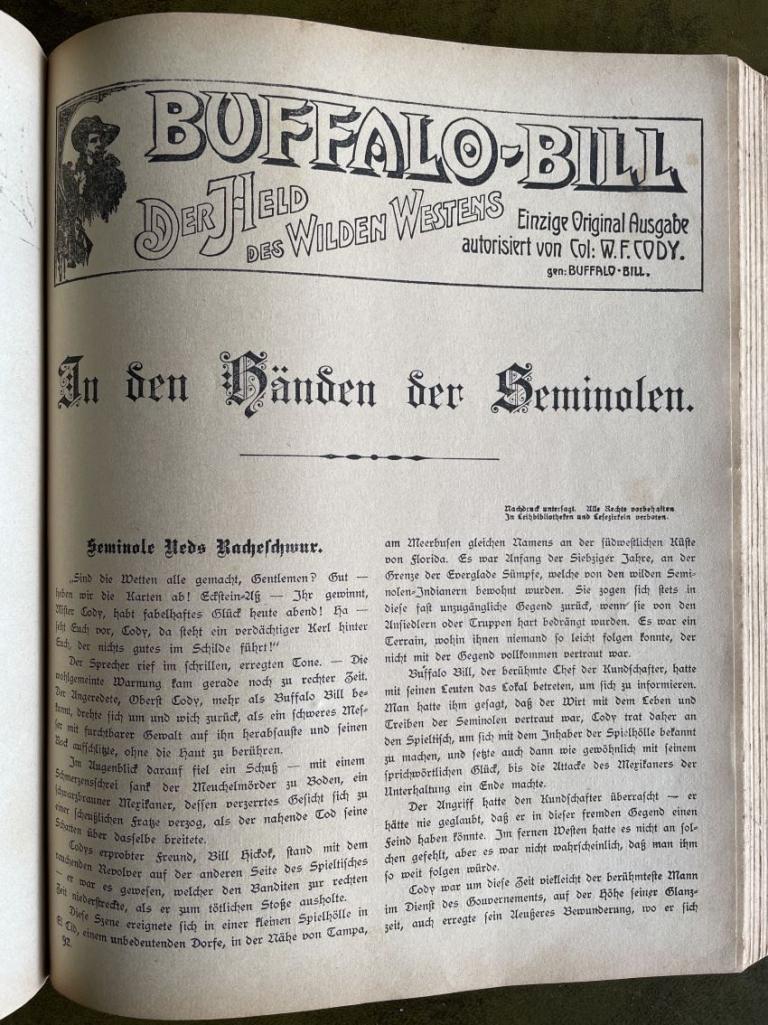 BUFFALO-BILL
DER HELD
DES WILDEN WESTENS
Einzige Original Ausgabe
autorisiert von Col: W. F. CODY.
gen: BUFFALO-BILL.
In den Händen der Seminolen.
Nachdruck untersagt. Alle Rechte vorbehalten.
In Leihbibliotheken und Lesezirkeln verboten.
Seminole Neds Racheschwur.
„Sind die Wetten alle gemacht, Gentlemen? Gut —
heben wir die Karten ab! Eckstein-Aß — Ihr gewinnt,
Mister Cody, habt fabelhaftes Glück heute abend! Ha —
seht Euch vor, Cody, da steht ein verdächtiger Kerl hinter
Euch, der nichts gutes im Schilde führt!“
Der Sprecher rief im schrillen, erregten Tone. — Die
wohlgemeinte Warnung kam gerade noch zu rechter Zeit.
Der Angeredete, Oberst Cody, mehr als Buffalo Bill be-
kannt, drehte sich um und wich zurück, als ein schweres Mes-
ser mit furchtbarer Gewalt auf ihn herabsauste und seinen
Rock aufschlitzte, ohne die Haut zu berühren.
Im Augenblick darauf fiel ein Schuß — mit einem
Schmerzensschrei sank der Meuchelmörder zu Boden, ein
schwarzbrauner Mexikaner, dessen verzerrtes Gesicht sich zu
einer scheußlichen Fratze verzog, als der nahende Tod seine
Schatten über dasselbe breitete.
Codys erprobter Freund, Bill Hickok, stand mit dem
rauchenden Revolver auf der anderen Seite des Spieltisches
— er war es gewesen, welcher den Banditen zur rechten
Zeit niederstreckte, als er zum tötlichen Stoße ausholte.
Diese Szene ereignete sich in einer kleinen Spielhölle in
El Cid, einem unbedeutenden Dorfe, in der Nähe von Tampa,
92.
am Meerbusen gleichen Namens an der südwestlichen Küste
von Florida. Es war Anfang der Siebziger Jahre, an der
Grenze der Everglade Sümpfe, welche von den wilden Semi-
nolen-Indianern bewohnt wurden. Sie zogen sich stets in
diese fast unzugängliche Gegend zurück, wenn sie von den
Ansiedlern oder Truppen hart bedrängt wurden. Es war ein
Terrain, wohin ihnen niemand so leicht folgen konnte, der
nicht mit der Gegend vollkommen vertraut war.
Buffalo Bill, der berühmte Chef der Kundschafter, hatte
mit seinen Leuten das Lokal betreten, um sich zu informieren.
Man hatte ihm gesagt, daß der Wirt mit dem Leben und
Treiben der Seminolen vertraut war, Cody trat daher an
den Spieltisch, um sich mit dem Inhaber der Spielhölle bekannt
zu machen, und setzte auch dann wie gewöhnlich mit seinem
sprichwörtlichen Glück, bis die Attacke des Mexikaners der
Unterhaltung ein Ende machte.
Der Angriff hatte den Kundschafter überrascht — er
hätte nie geglaubt, daß er in dieser fremden Gegend einen
Feind haben könnte. Im fernen Westen hatte es nicht an sol-
chen gefehlt, aber es war nicht wahrscheinlich, daß man ihm
so weit folgen würde.
Cody war um diese Zeit vielleicht der berühmteste Mann
im Dienst des Gouvernements, auf der Höhe seiner Glanz-
zeit, auch erregte sein Aeußeres Bewunderung, wo er sich